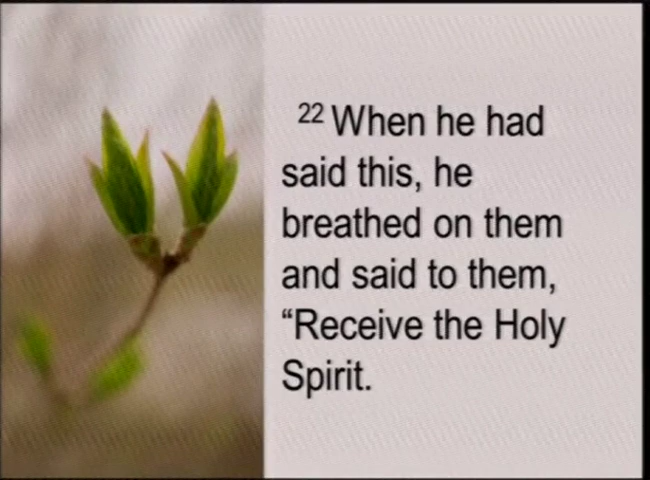 22 When he had
said this, he
breathed on them
and said to them,
“Receive the Holy
Spirit.